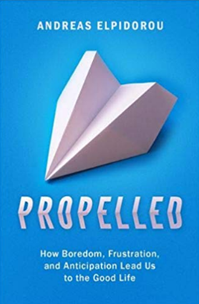 ANDREAS ELPIDOROU
PROPELLED
How Boredom, Frustration,
and Anticipation Lead Us
to the Good Life